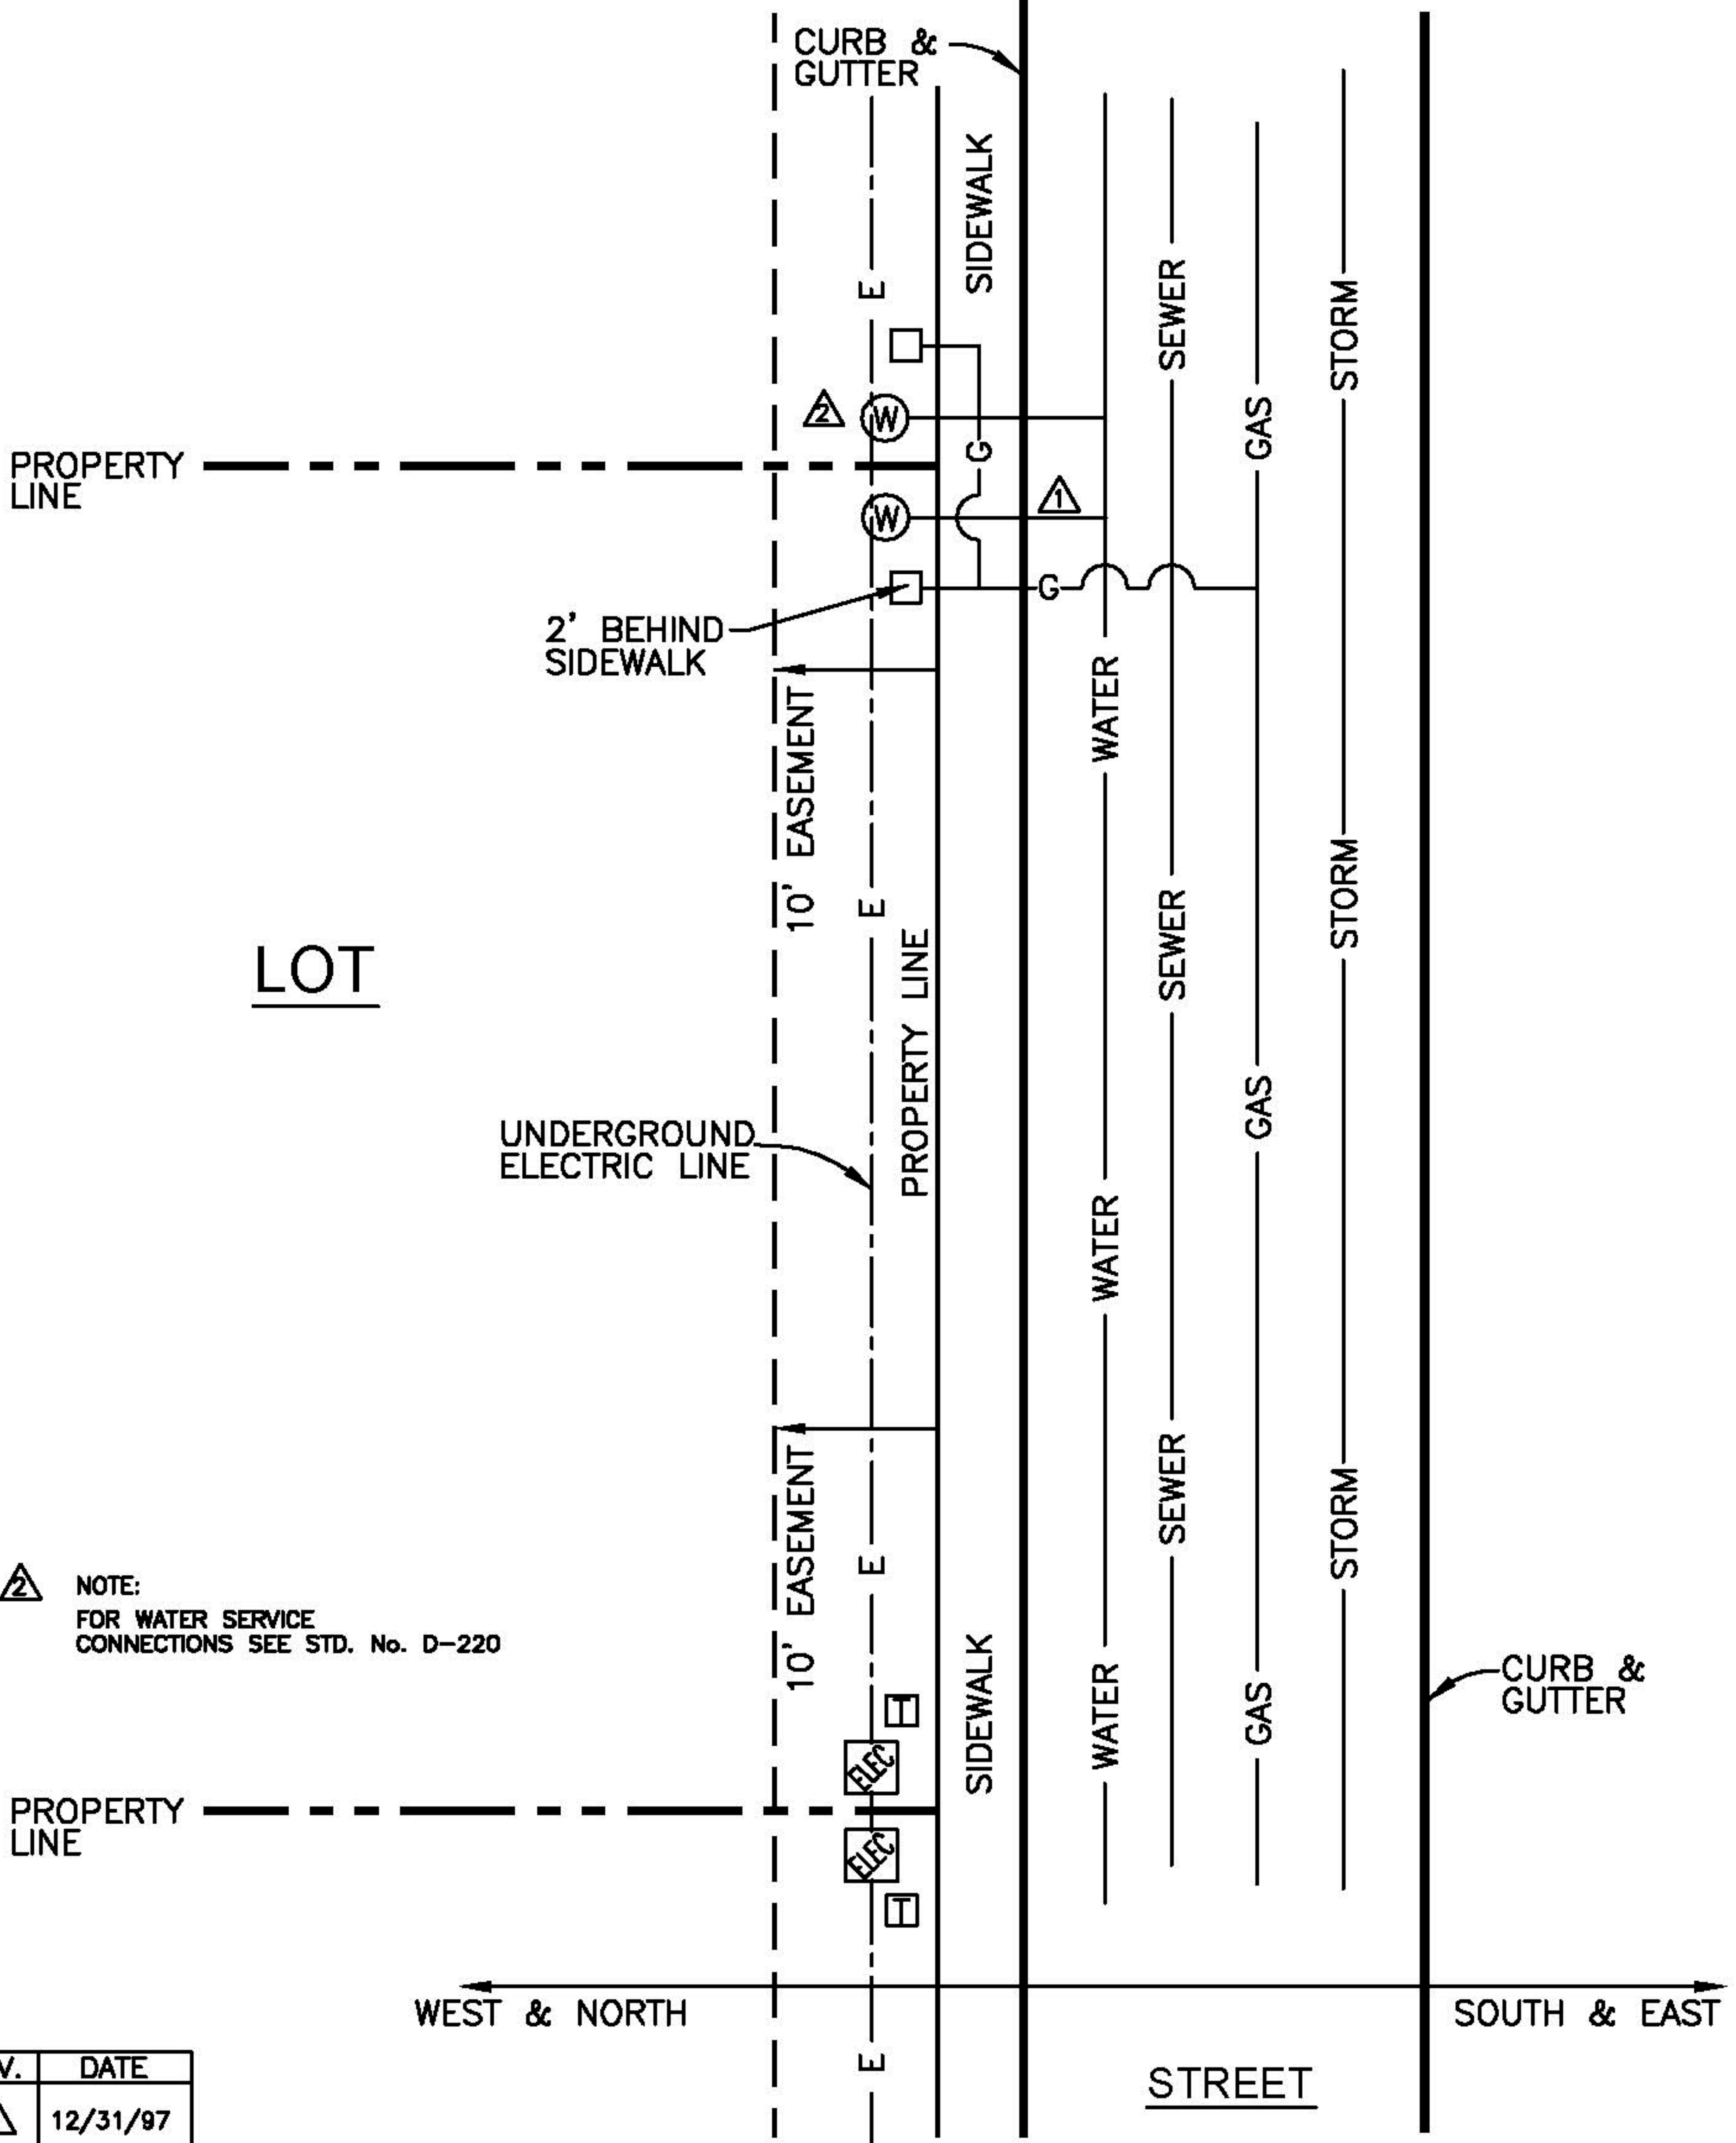 CURB &
GUTTER
SIDEWALK
E
SEWER
STORM
GAS
2
W
G
PROPERTY
LINE
W
1
G
2' BEHIND
SIDEWALK
WATER
10' EASEMENT
E
STORM
SEWER
PROPERTY LINE
LOT
GAS
UNDERGROUND
ELECTRIC LINE
WATER
10' EASEMENT
E
SEWER
STORM
2 NOTE:
FOR WATER SERVICE
CONNECTIONS SEE STD. No. D-220
SIDEWALK
WATER
GAS
CURB &
GUTTER
T
ELEC
PROPERTY
LINE
ELEC
T
WEST & NORTH
SOUTH & EAST
E
STREET
V. DATE
12/31/97